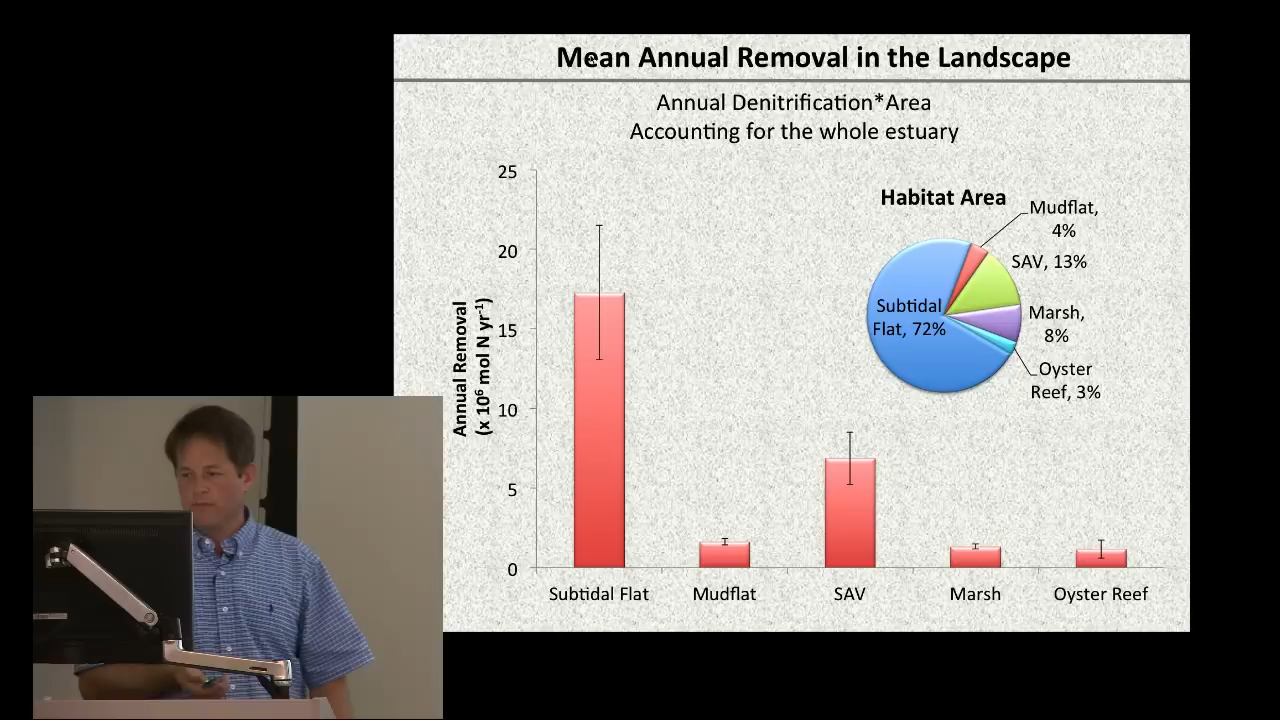 Mean Annual Removal in the Landscape
Annual Denitrification*Area
Accounting for the whole estuary
Annual Removal
(x 10⁶ mol N yr⁻¹)
25
20
15
10
5
0
Subtidal Flat
Mudflat
SAV
Marsh
Oyster Reef
Habitat Area
Mudflat,
4%
SAV, 13%
Marsh,
8%
Oyster
Reef, 3%
Subtidal
Flat, 72%